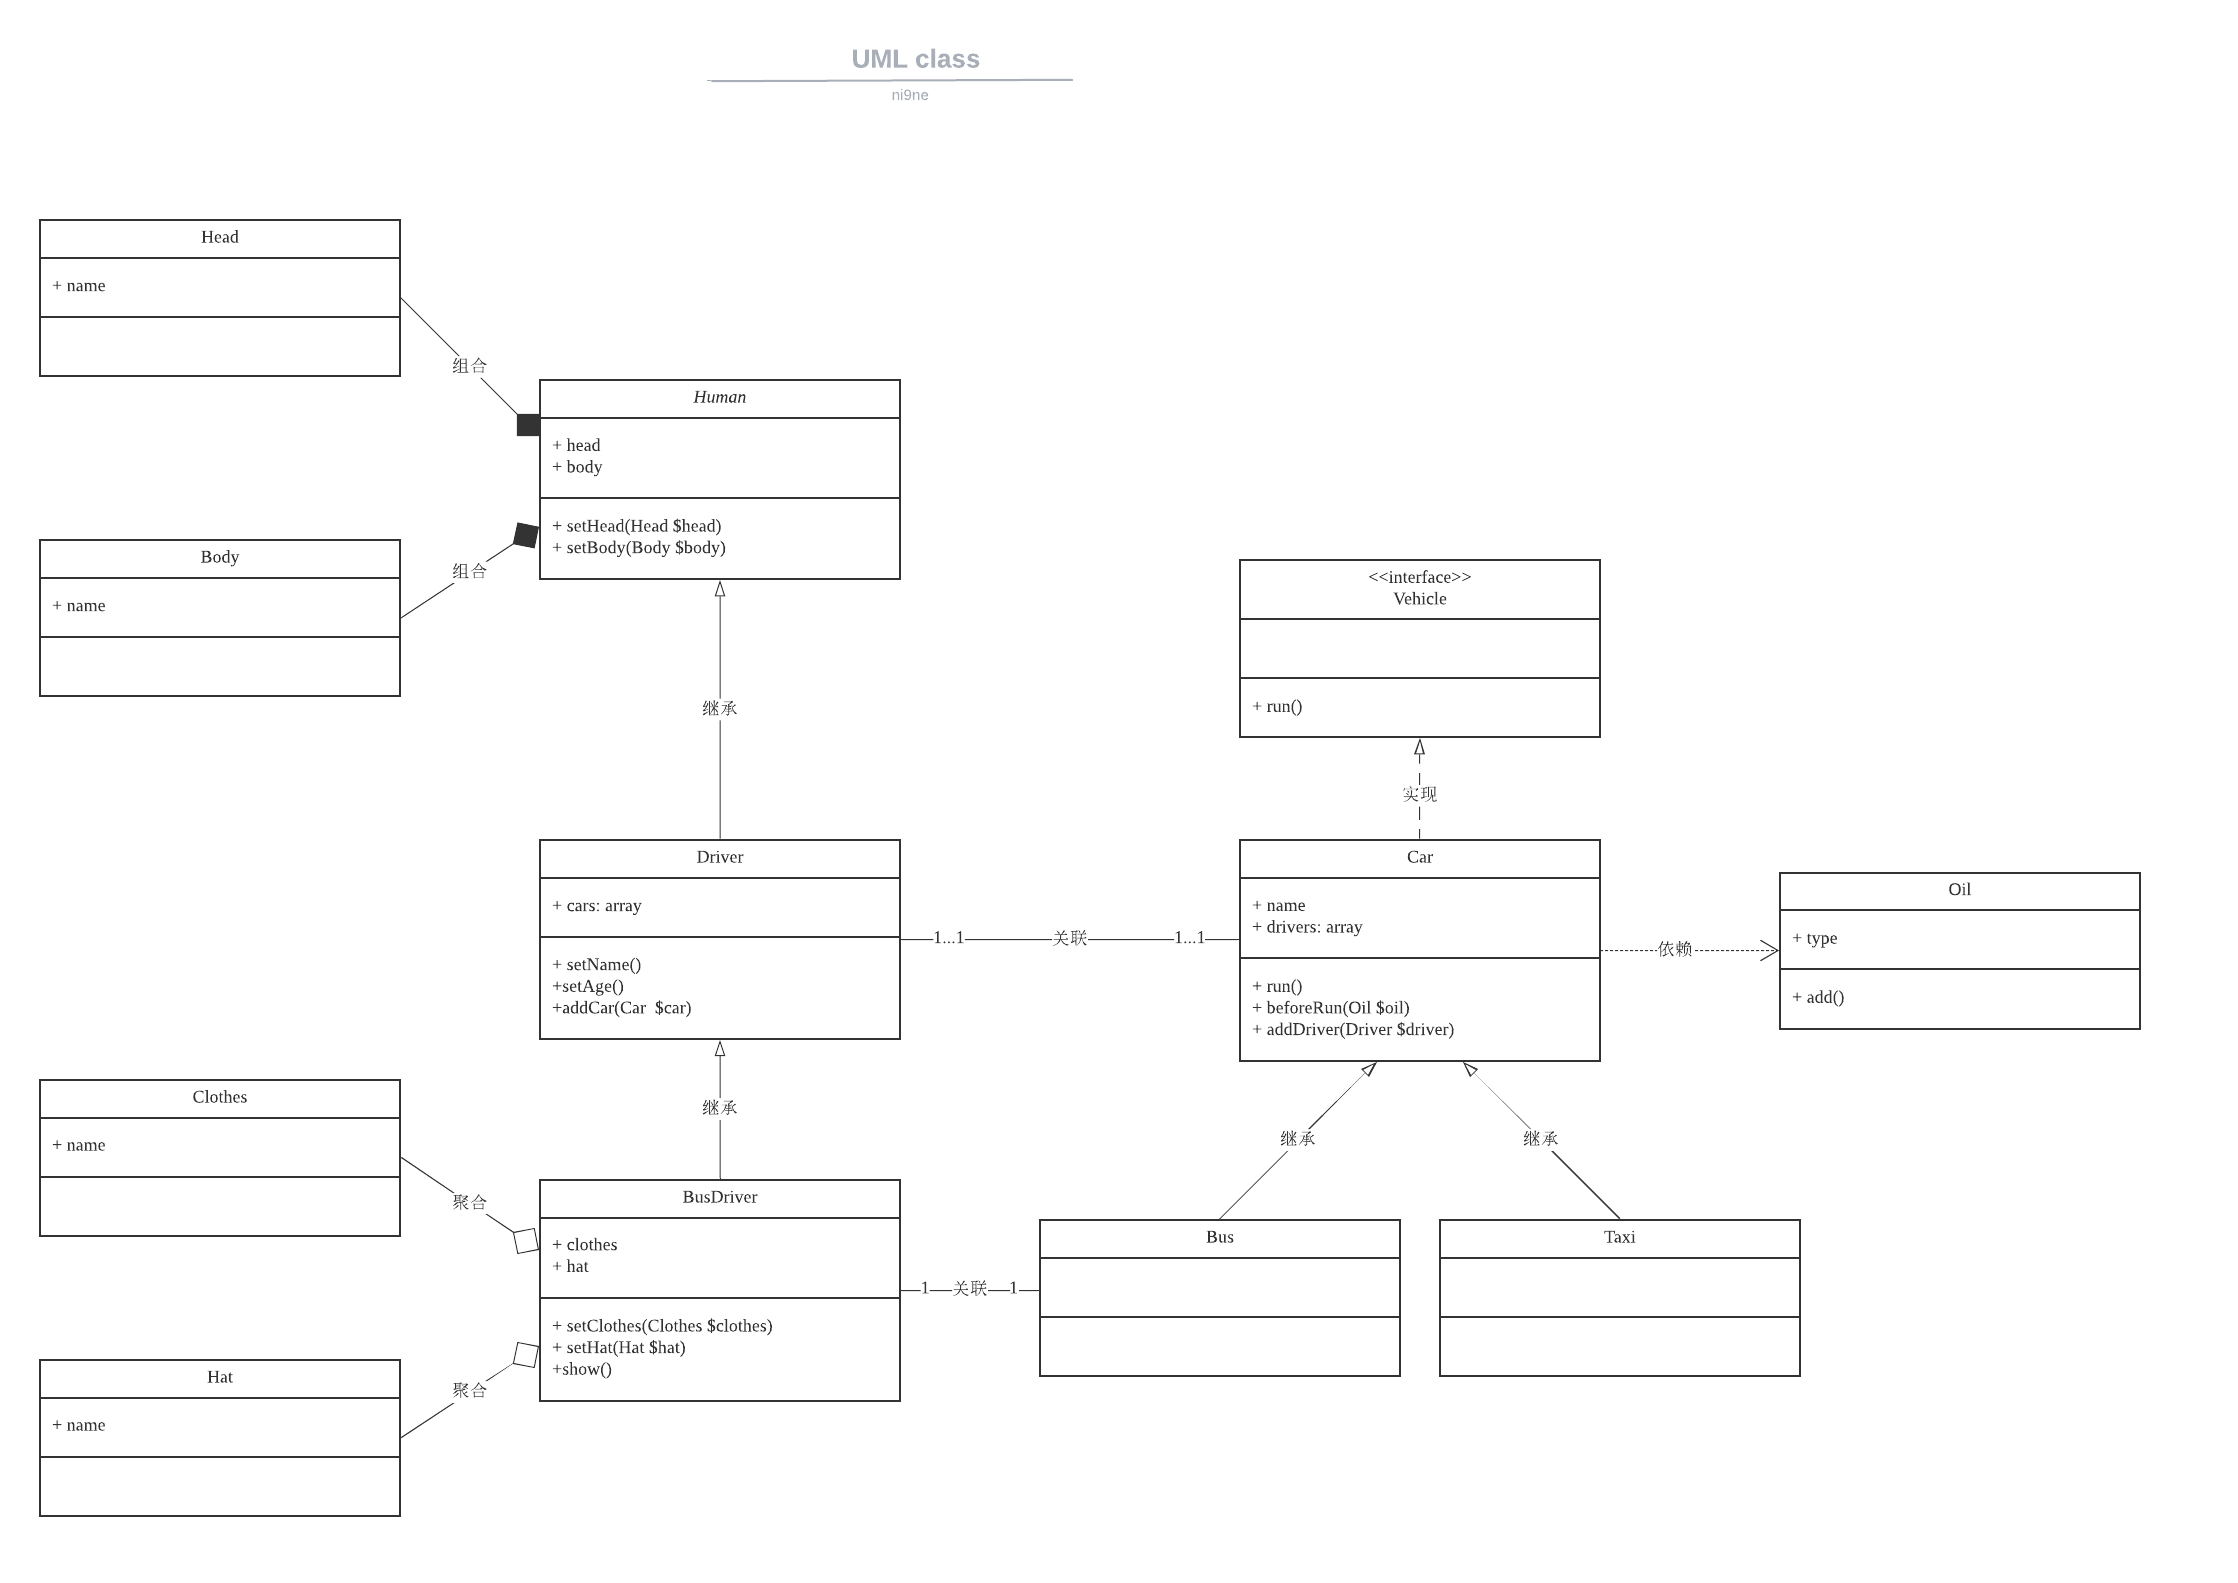 UML class
ni9ne
Head
+ name
组合
Human
+ head
+ body
+ setHead(Head $head)
+ setBody(Body $body)
Body
+ name
组合
继承
<<interface>>
Vehicle
+ run()
实现
Driver
+ cars: array
+ setName()
+setAge()
+addCar(Car  $car)
1...1
关联
1...1
Car
+ name
+ drivers: array
+ run()
+ beforeRun(Oil $oil)
+ addDriver(Driver $driver)
依赖
Oil
+ type
+ add()
继承
继承
继承
Clothes
+ name
聚合
BusDriver
+ clothes
+ hat
+ setClothes(Clothes $clothes)
+ setHat(Hat $hat)
+show()
1
关联
1
Bus
Taxi
Hat
+ name
聚合